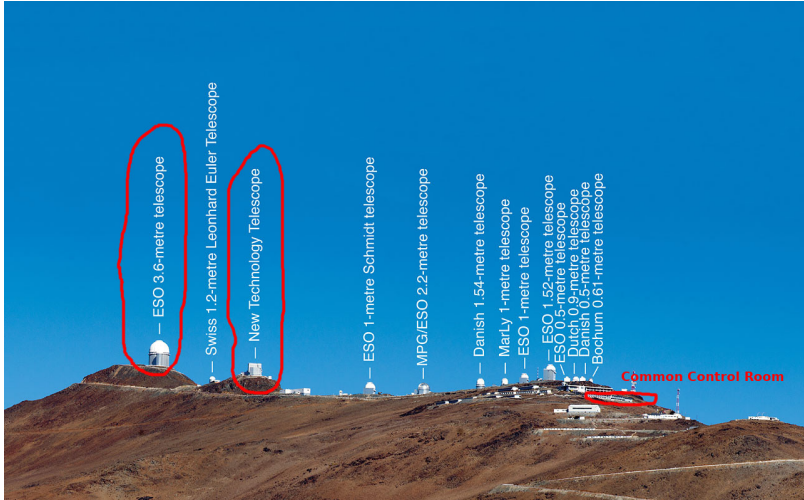 ESO 3.6-metre telescope
Swiss 1.2-metre Leonhard Euler Telescope
New Technology Telescope
ESO 1-metre Schmidt telescope
MPG/ESO 2.2-metre telescope
Danish 1.54-metre telescope
MarLy 1-metre telescope
ESO 1-metre telescope
ESO 1.52-metre telescope
ESO 0.5-metre telescope
Dutch 0.9-metre telescope
Danish 0.5-metre telescope
Bochum 0.61-metre telescope
Common Control Room